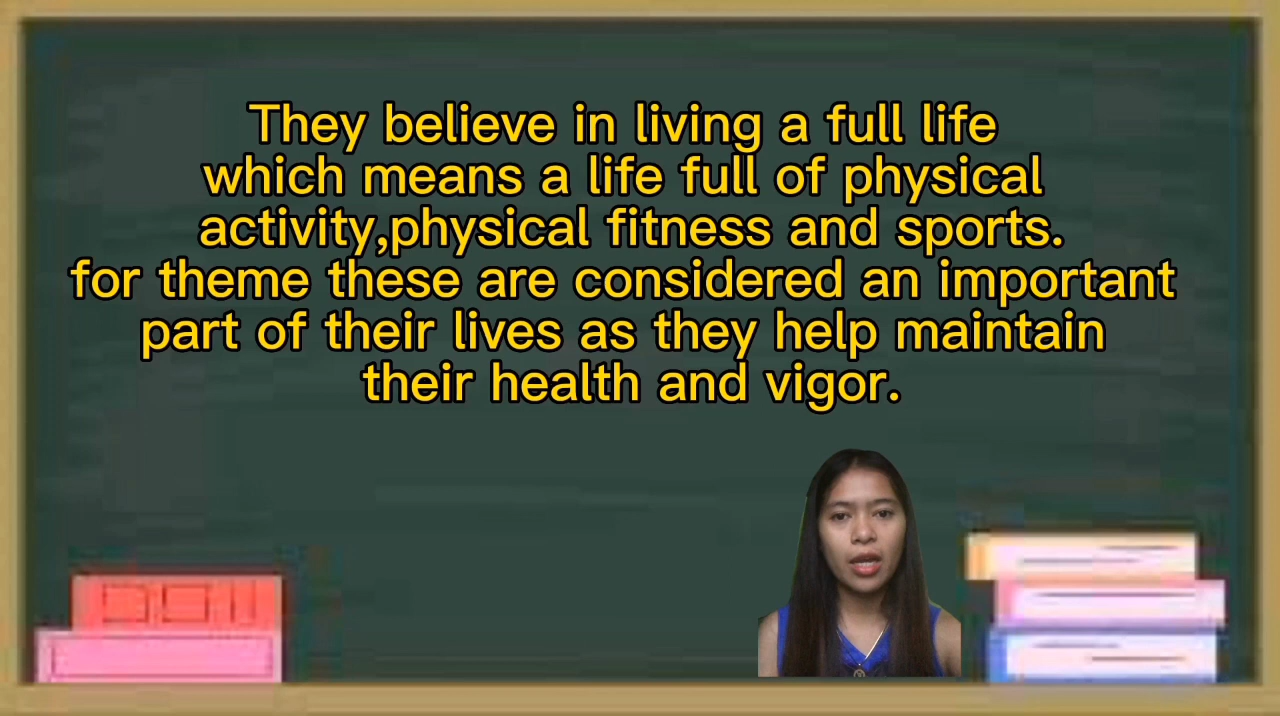 They believe in living a full life
which means a life full of physical
activity,physical fitness and sports.
for theme these are considered an important
part of their lives as they help maintain
their health and vigor.